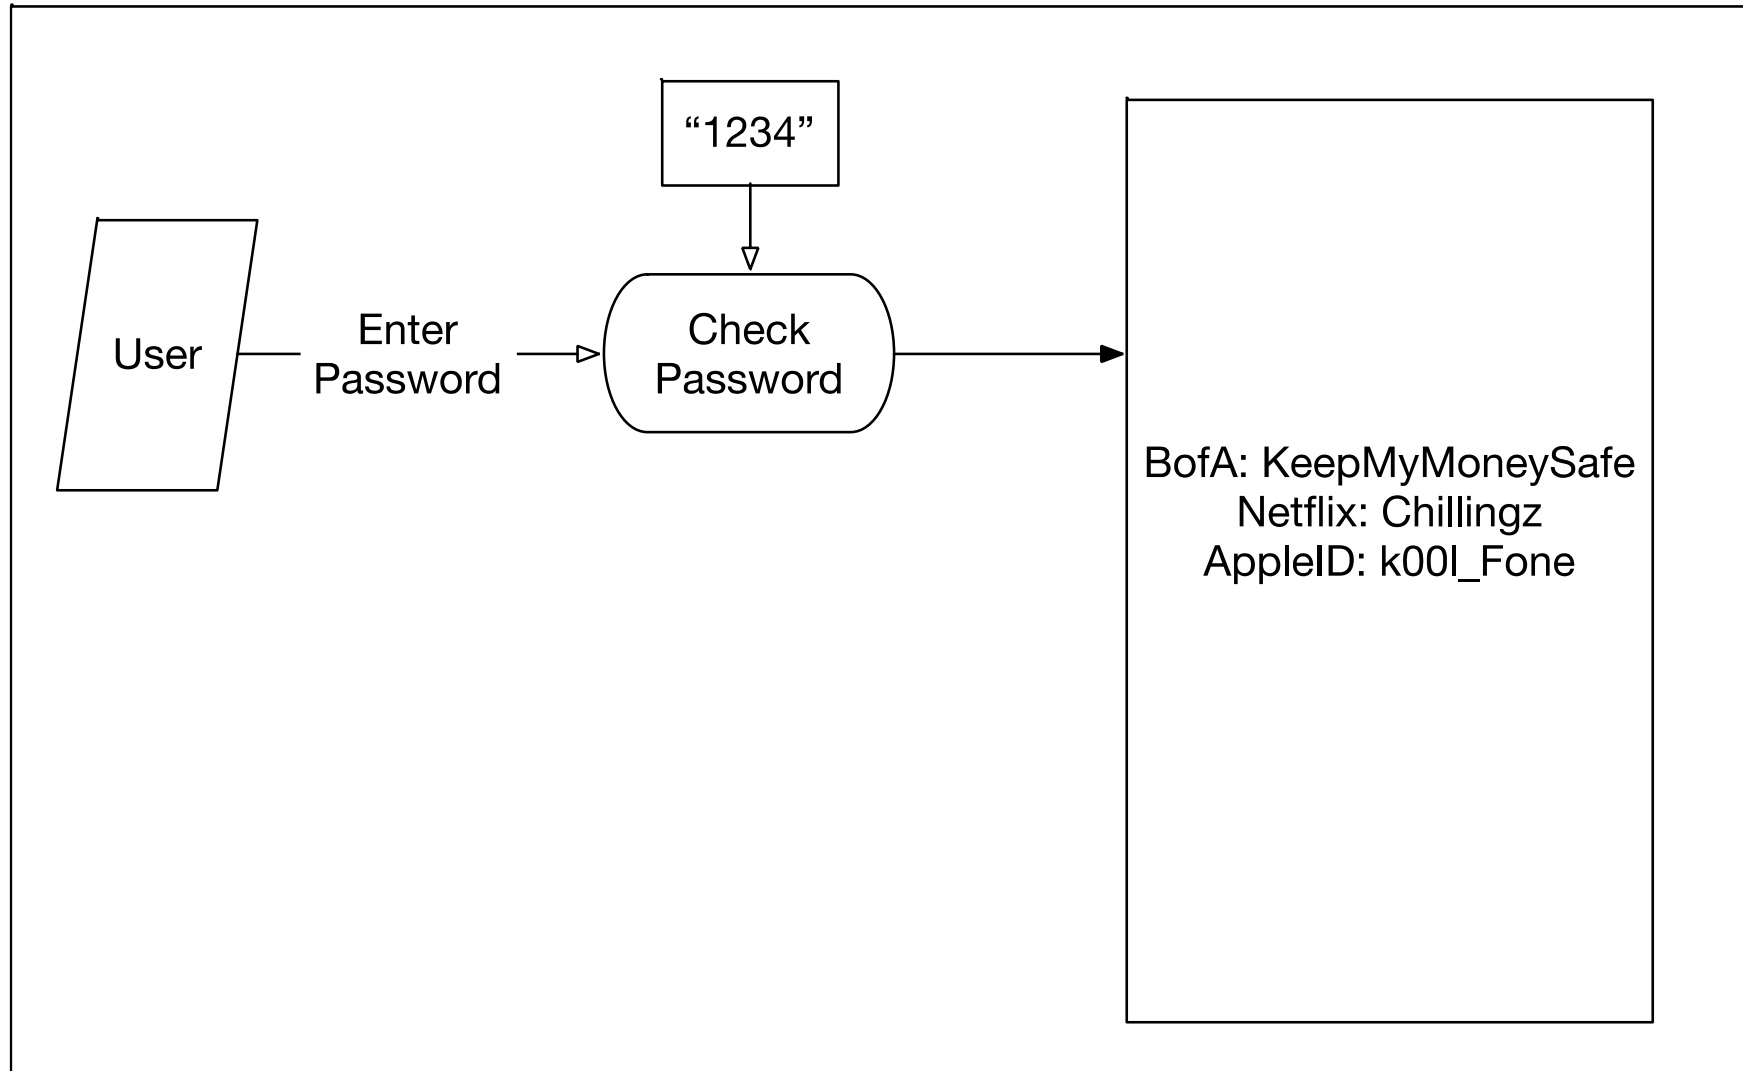 “1234”
User
Enter
Password
Check
Password
BofA: KeepMyMoneySafe
Netflix: Chillingz
AppleID: k00l_Fone